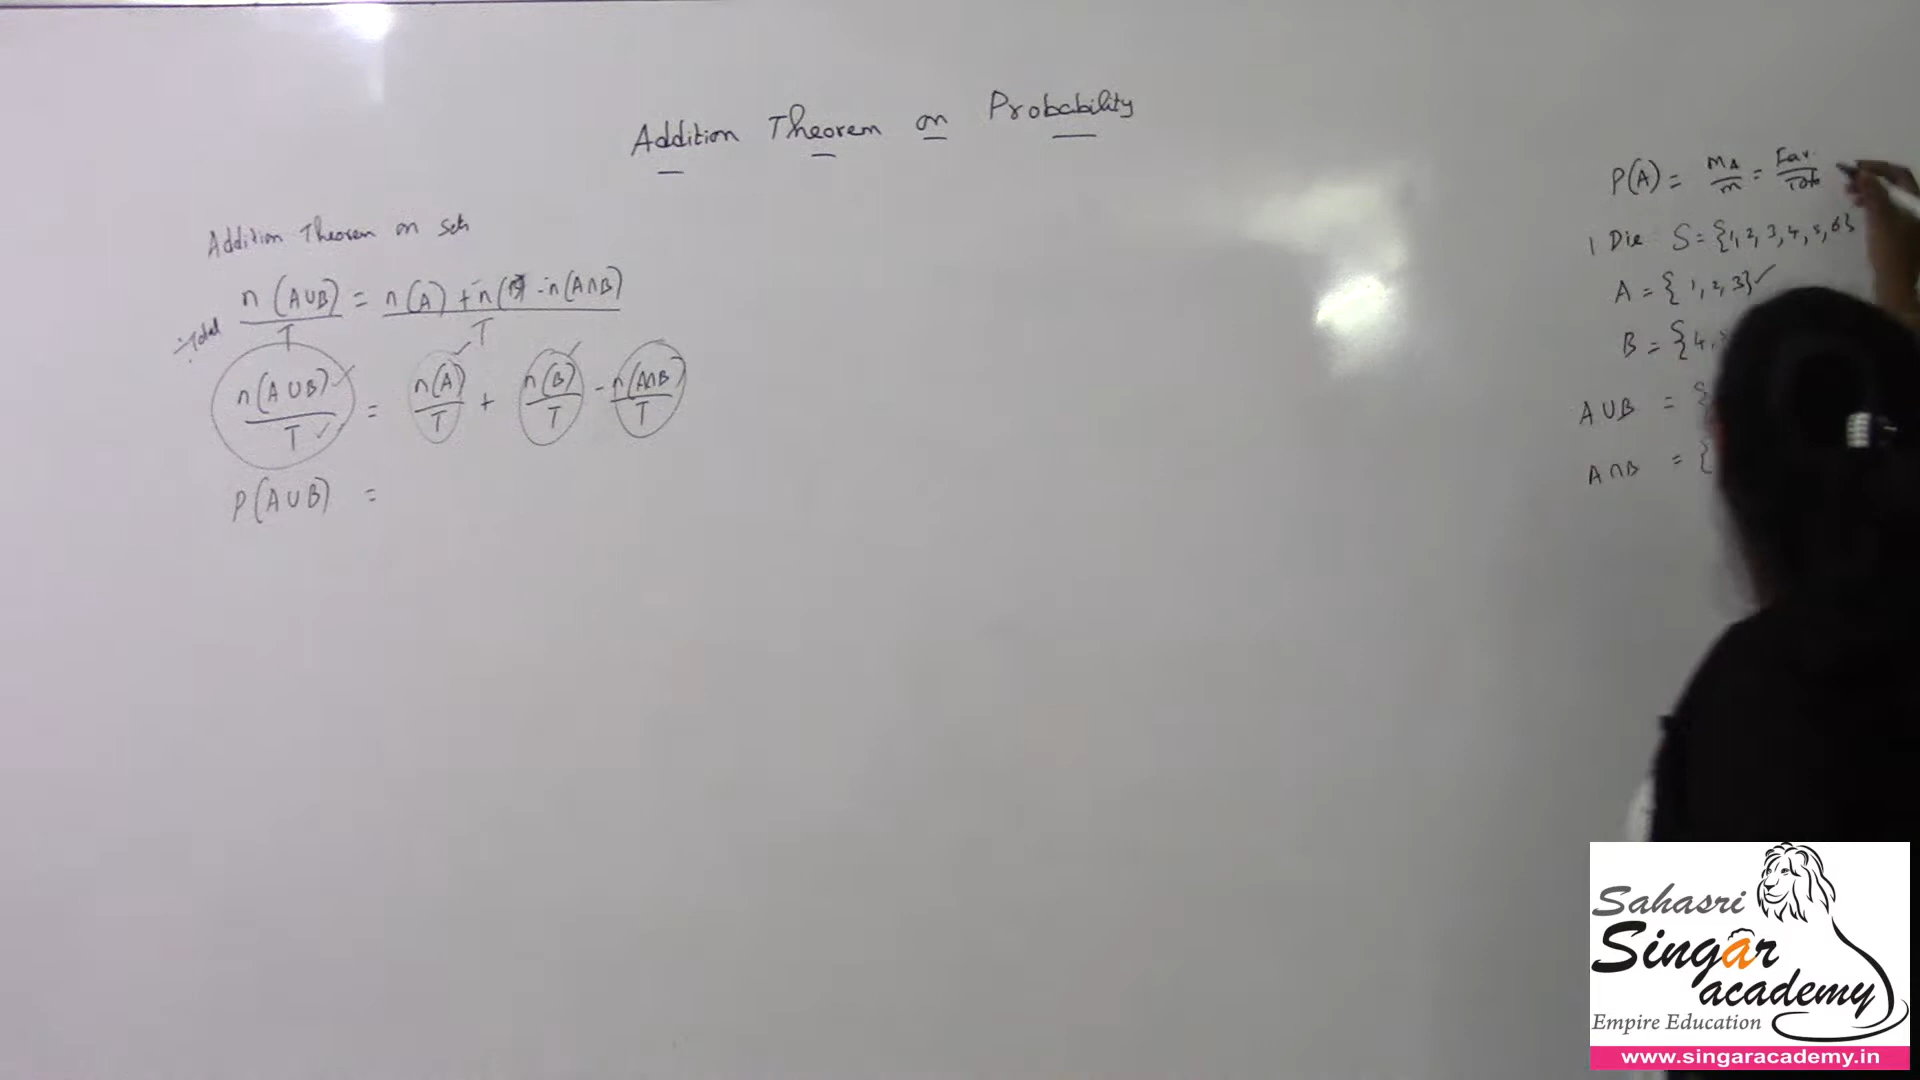 Addition Theorem on Probability
Addition Theorem on Sets
n(A∪B) = n(A) + n(B) - n(A∩B)
÷Total T T
n(A∪B) = n(A) + n(B) - n(A∩B)
T T T T
P(A∪B) =
P(A) = mA/m = Fav./Tot
1 Die S = {1, 2, 3, 4, 5, 6}
A = {1, 2, 3}
B = {4,
A∪B = {
A∩B = {
Sahasri
Singar
academy
Empire Education
www.singaracademy.in